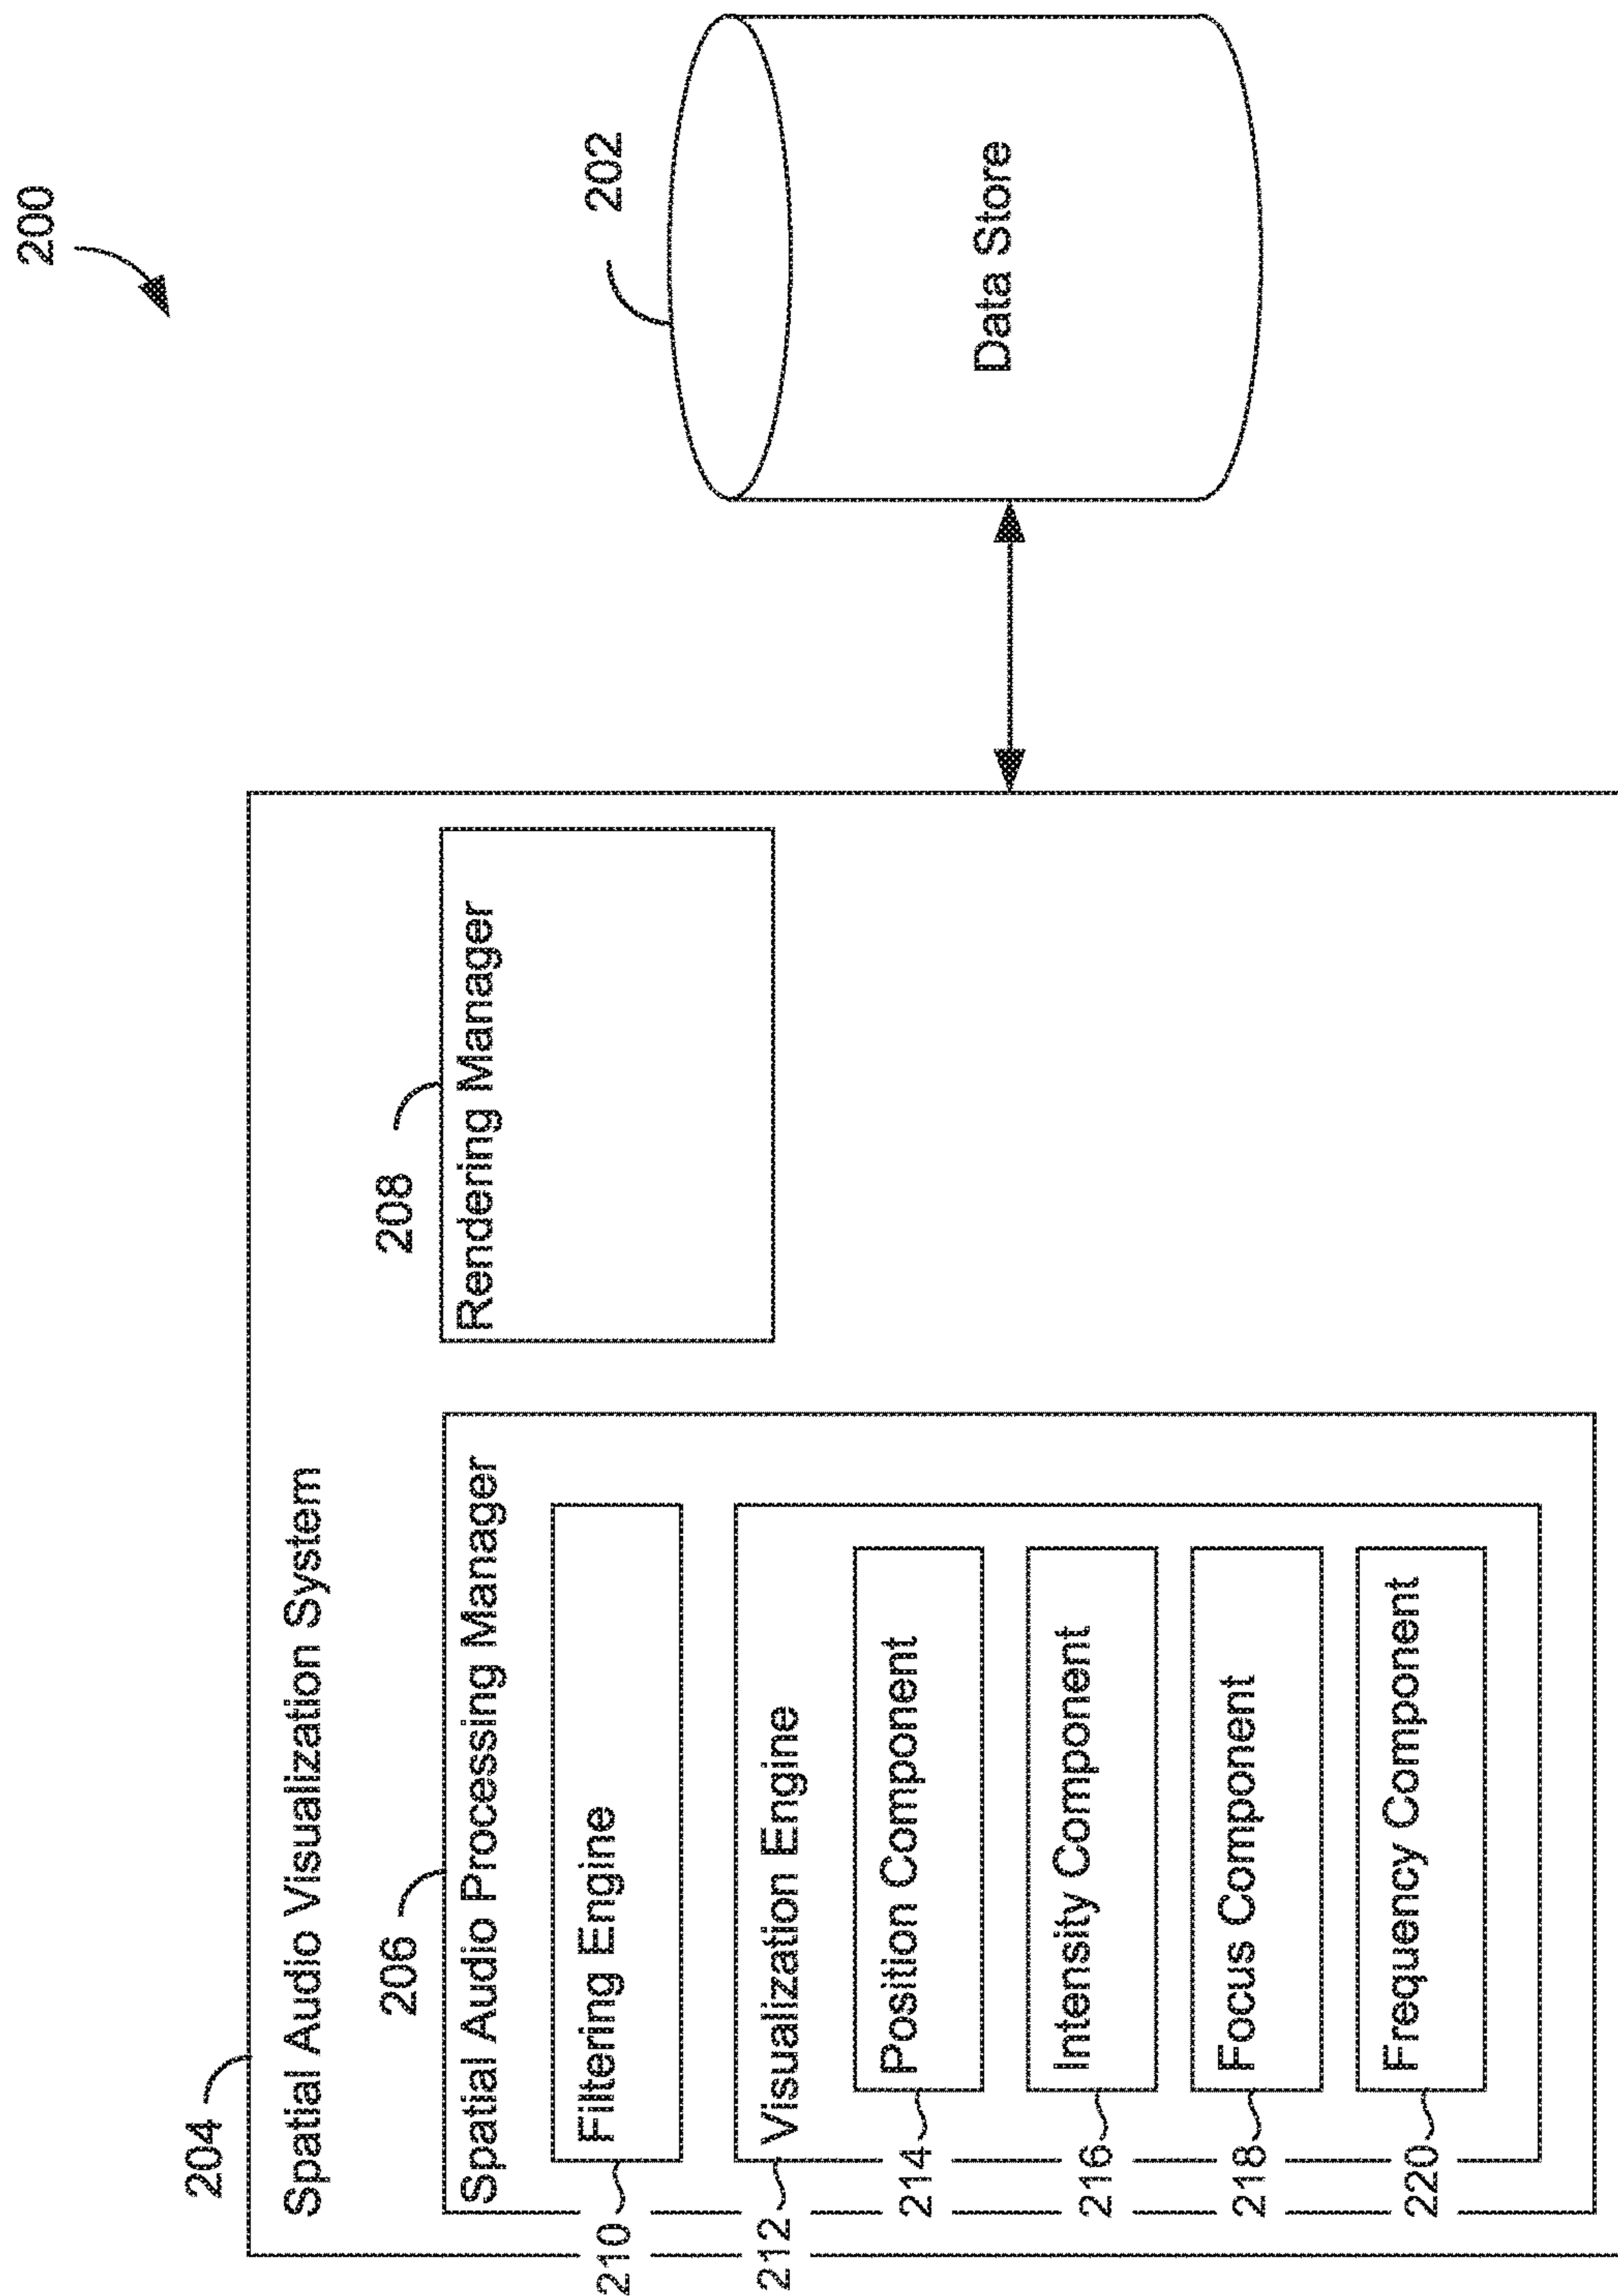 200
204
Spatial Audio Visualization System
206
Spatial Audio Processing Manager
210
Filtering Engine
212
Visualization Engine
214
Position Component
216
Intensity Component
218
Focus Component
220
Frequency Component
208
Rendering Manager
202
Data Store